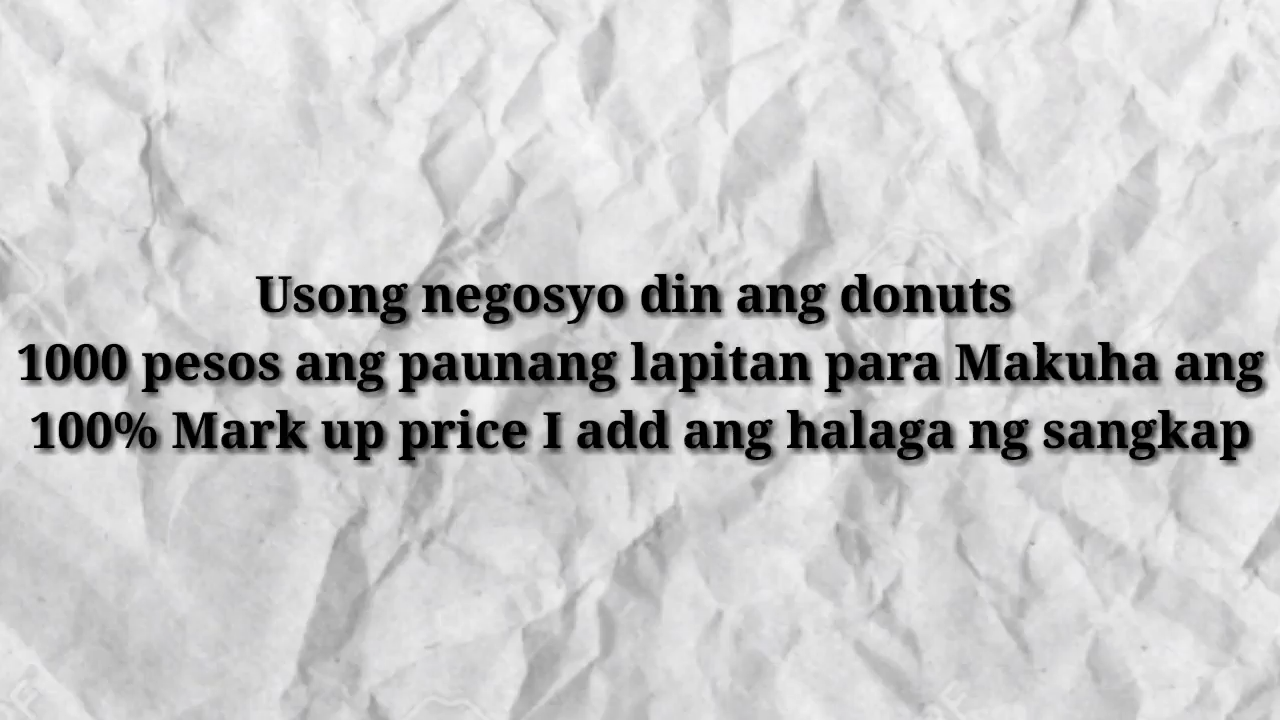 Usong negosyo din ang donuts
1000 pesos ang paunang lapitan para Makuha ang
100% Mark up price I add ang halaga ng sangkap